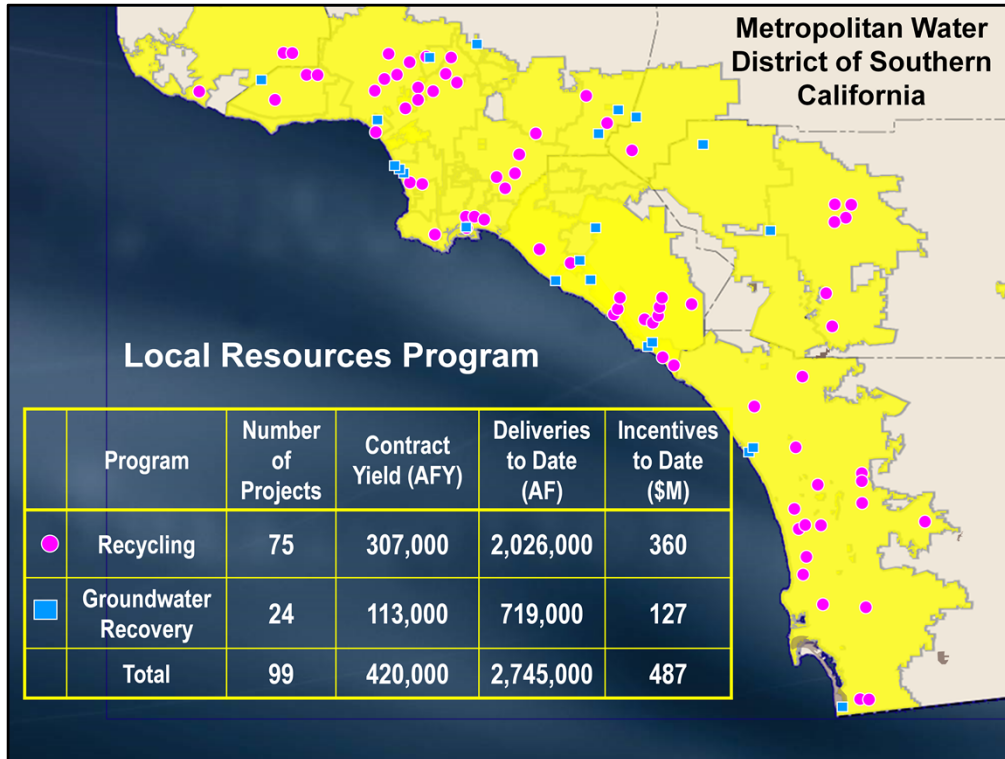 Metropolitan Water
District of Southern
California
Local Resources Program
Program
Number
of
Projects
Contract
Yield (AFY)
Deliveries
to Date
(AF)
Incentives
to Date
($M)
Recycling 75 307,000 2,026,000 360
Groundwater
Recovery 24 113,000 719,000 127
Total 99 420,000 2,745,000 487